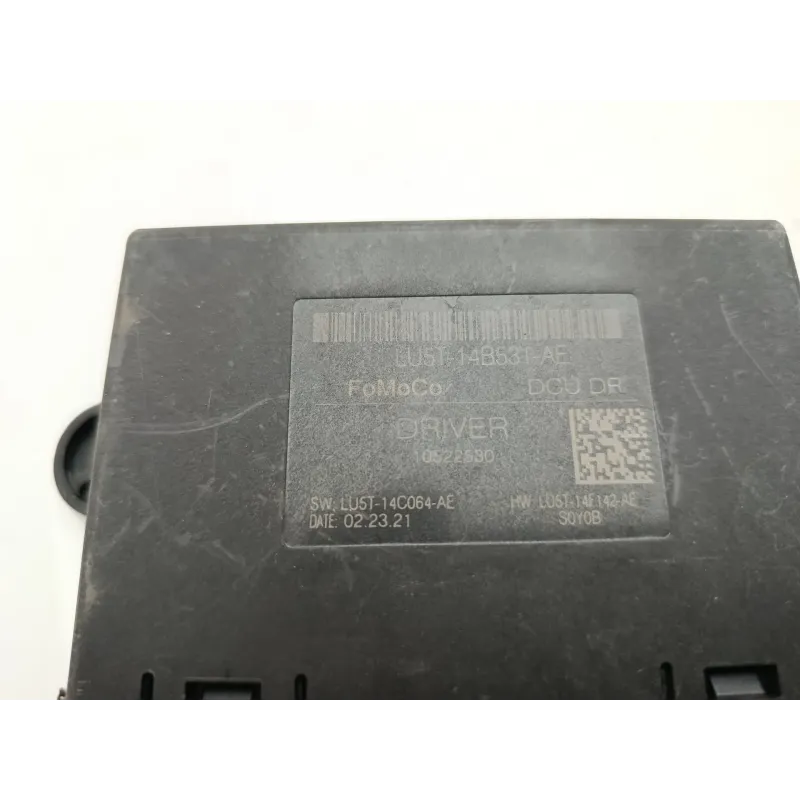 LU5T-14B531-AE
FoMoCo DCU DR
DRIVER
10522530
SW: LU5T-14C064-AE HW: LU5T-14F142-AE
DATE: 02.23.21 S0Y0B